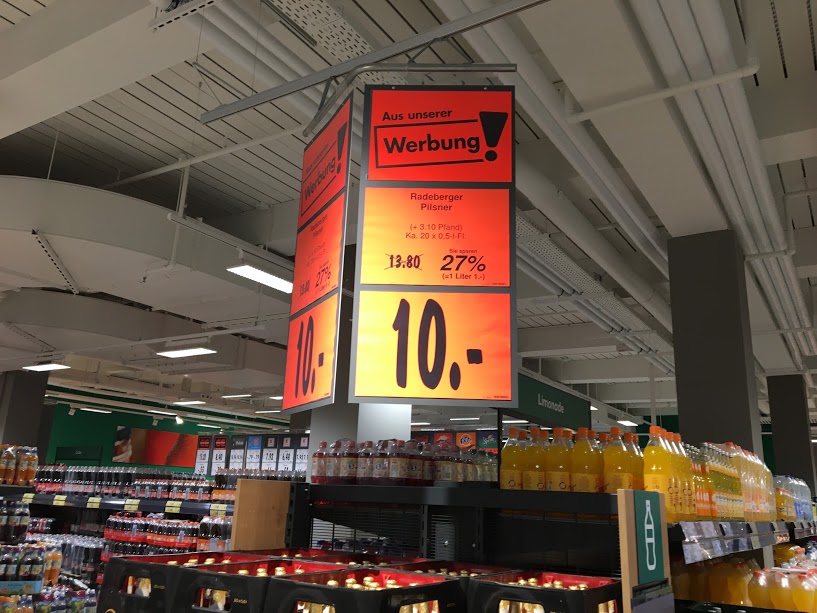 Aus unserer
Werbung!
Radeberger
Pilsner
(+ 3.10 Pfand)
Ka. 20 x 0,5-l-Fl
13.80
Sie sparen
27%
(=1 Liter 1.-)
10.-
Werbung!
27%
10.-
Limonade